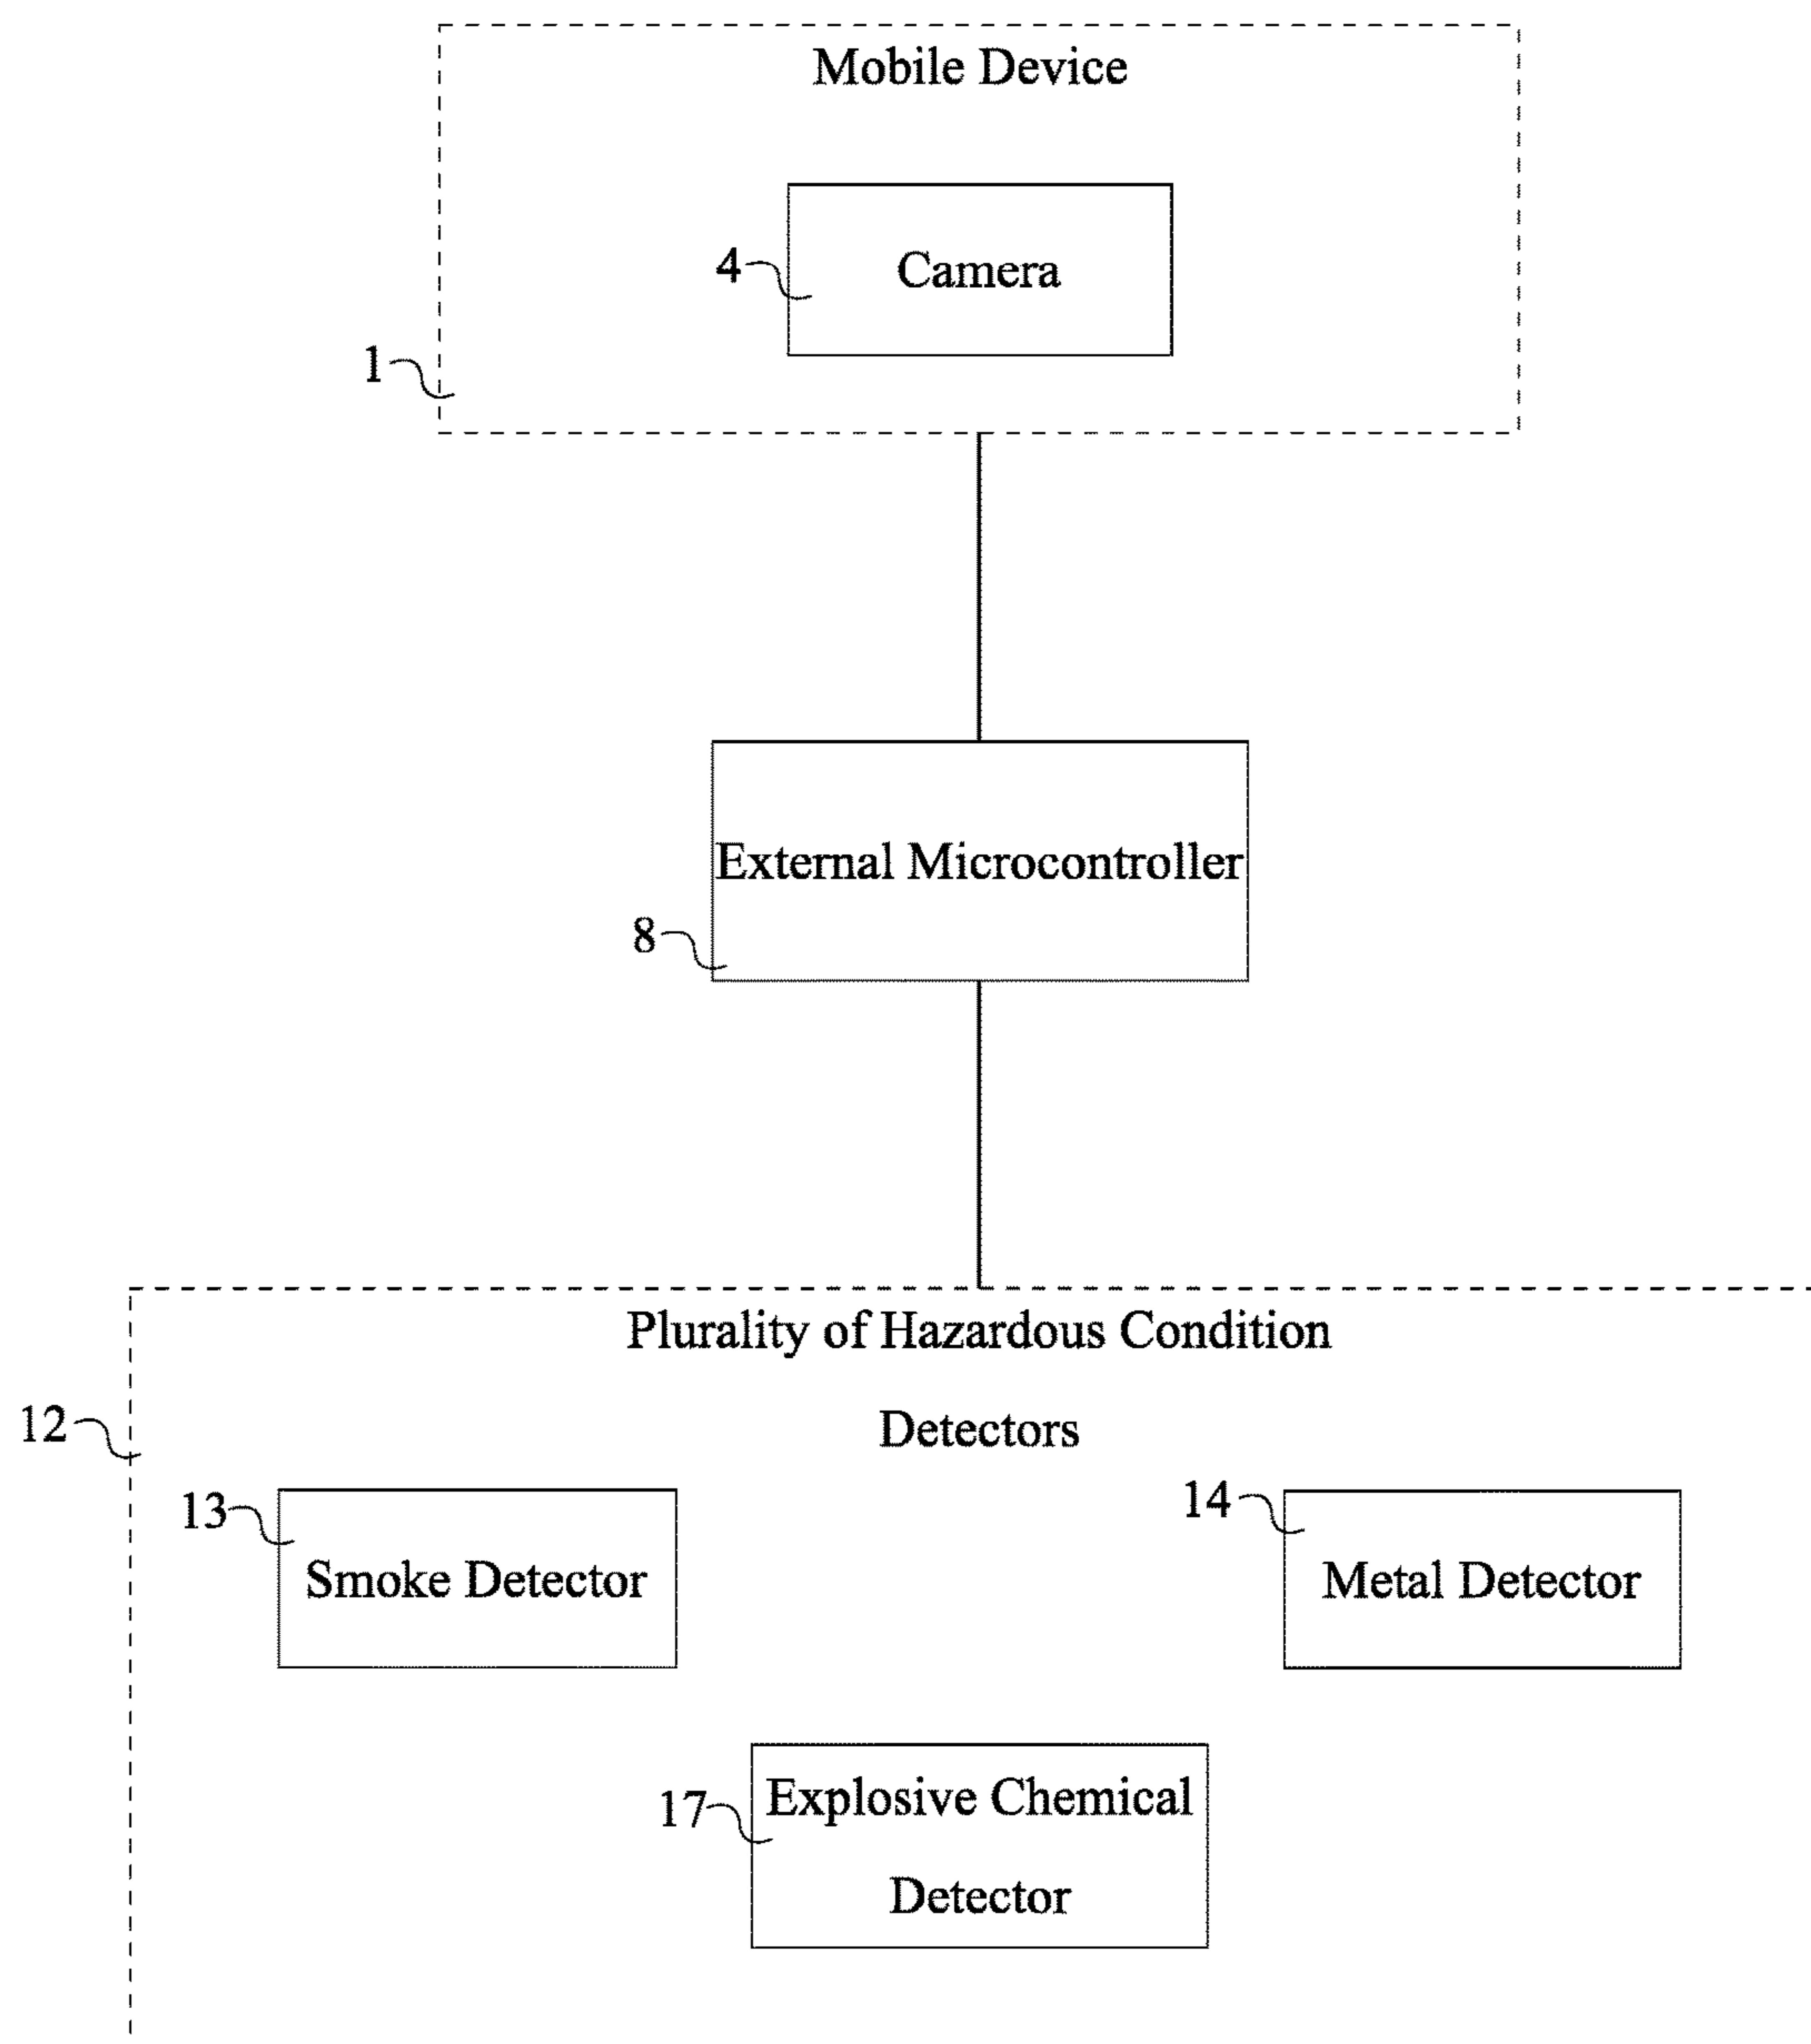 Mobile Device
4
Camera
1
External Microcontroller
8
Plurality of Hazardous Condition
Detectors
12
13
Smoke Detector
14
Metal Detector
17
Explosive Chemical
Detector